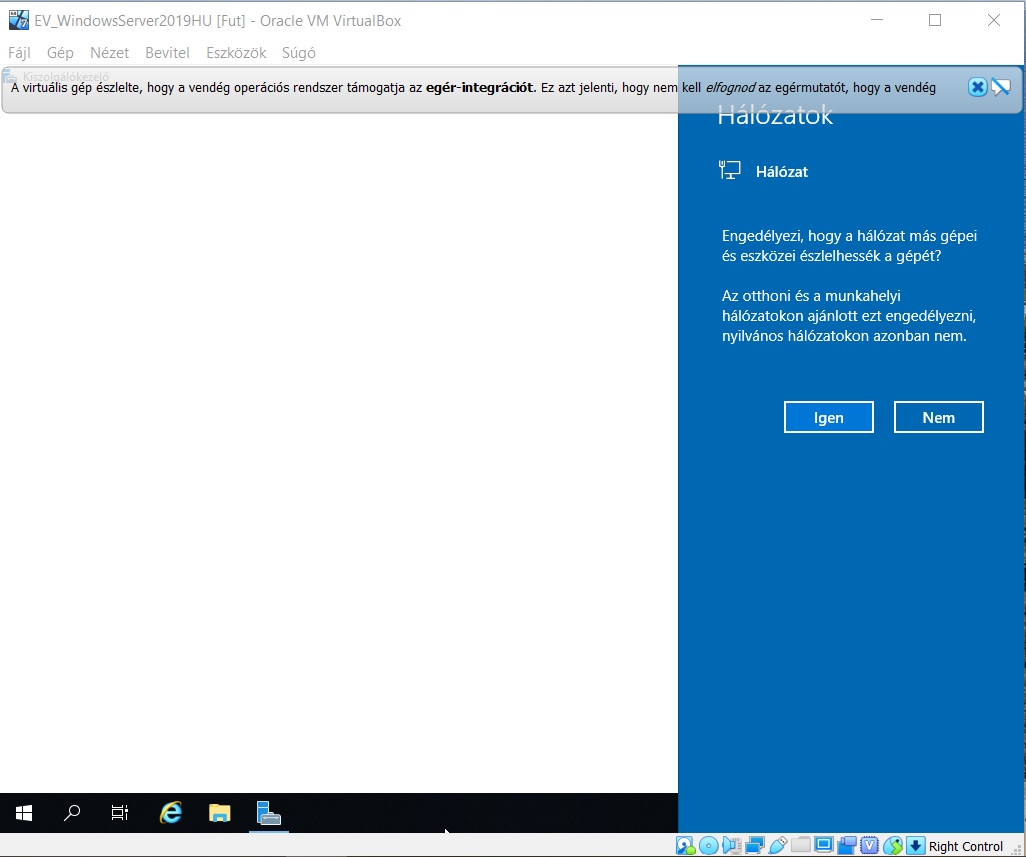 EV_WindowsServer2019HU [Fut] - Oracle VM VirtualBox
Fájl Gép Nézet Bevitel Eszközök Súgó
Kiszolgálókezelő
A virtuális gép észlelte, hogy a vendég operációs rendszer támogatja az egér-integrációt. Ez azt jelenti, hogy nem kell elfognod az egérmutatót, hogy a vendég
Hálózatok
Hálózat
Engedélyezi, hogy a hálózat más gépei
és eszközei észlelhessék a gépét?
Az otthoni és a munkahelyi
hálózatokon ajánlott ezt engedélyezni,
nyilvános hálózatokon azonban nem.
Igen Nem
Right Control